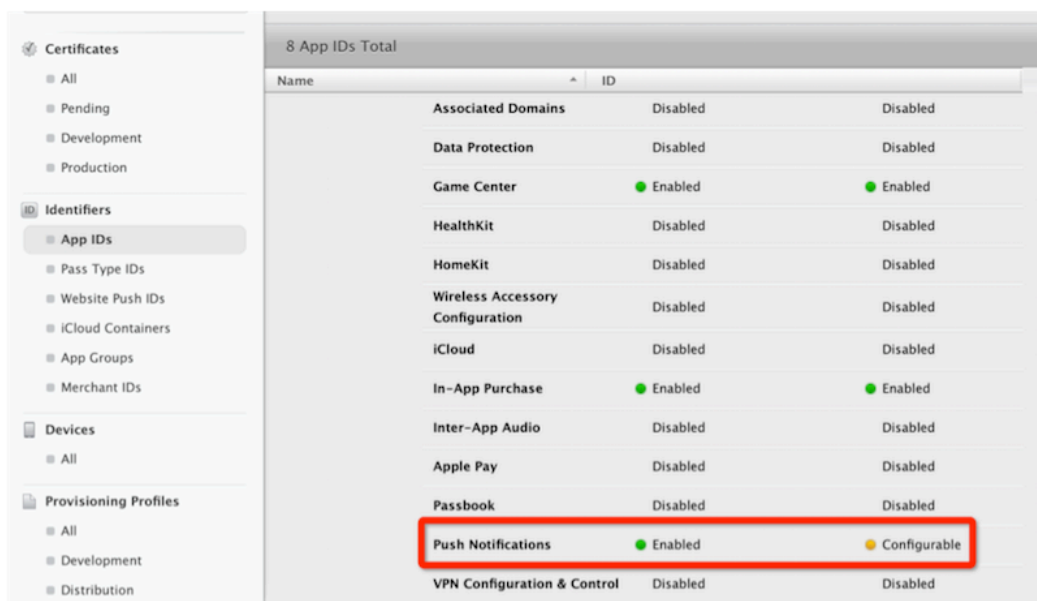 Certificates
All
Pending
Development
Production
ID Identifiers
App IDs
Pass Type IDs
Website Push IDs
iCloud Containers
App Groups
Merchant IDs
Devices
All
Provisioning Profiles
All
Development
Distribution
8 App IDs Total
Name ID
Associated Domains Disabled Disabled
Data Protection Disabled Disabled
Game Center Enabled Enabled
HealthKit Disabled Disabled
HomeKit Disabled Disabled
Wireless Accessory
Configuration Disabled Disabled
iCloud Disabled Disabled
In-App Purchase Enabled Enabled
Inter-App Audio Disabled Disabled
Apple Pay Disabled Disabled
Passbook Disabled Disabled
Push Notifications Enabled Configurable
VPN Configuration & Control Disabled Disabled